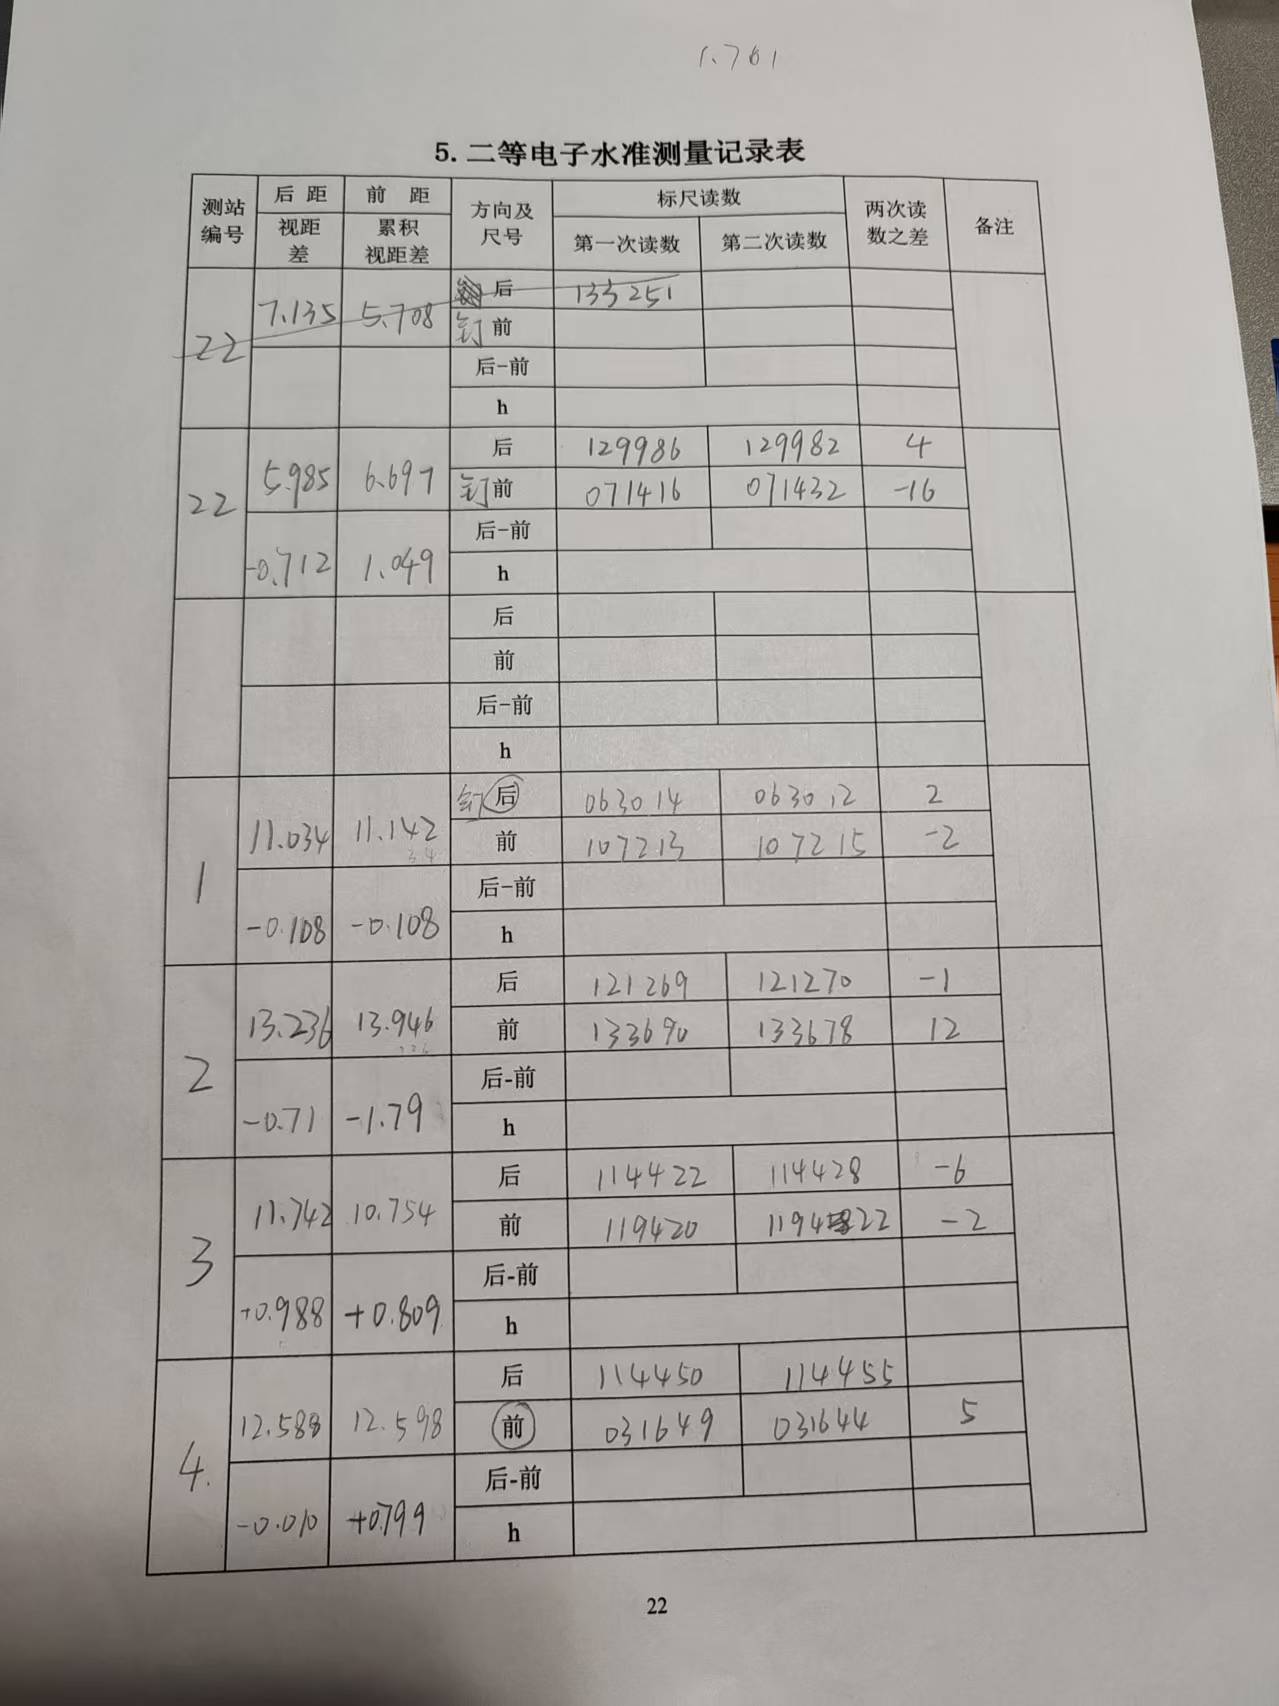 1.761
5. 二等电子水准测量记录表
测站编号 后距 前距 方向及尺号 标尺读数 两次读数之差 备注
视距差 累积视距差 第一次读数 第二次读数
22 7.135 5.708 后 133251
钉前
后-前
h
22 5.985 6.697 后 129986 129982 4
钉前 071416 071432 -16
-0.712 1.049 后-前
h
后
前
后-前
h
1 11.034 11.142 钉后 063014 063012 2
前 107213 107215 -2
-0.108 -0.108 后-前
h
2 13.236 13.946 后 121269 121270 -1
前 133690 133678 12
-0.71 -1.79 后-前
h
3 11.742 10.754 后 114422 114428 -6
前 119420 119422 -2
+0.988 +0.809 后-前
h
4. 12.588 12.598 后 114450 114455
前 031649 031644 5
-0.010 +0.799 后-前
h
22